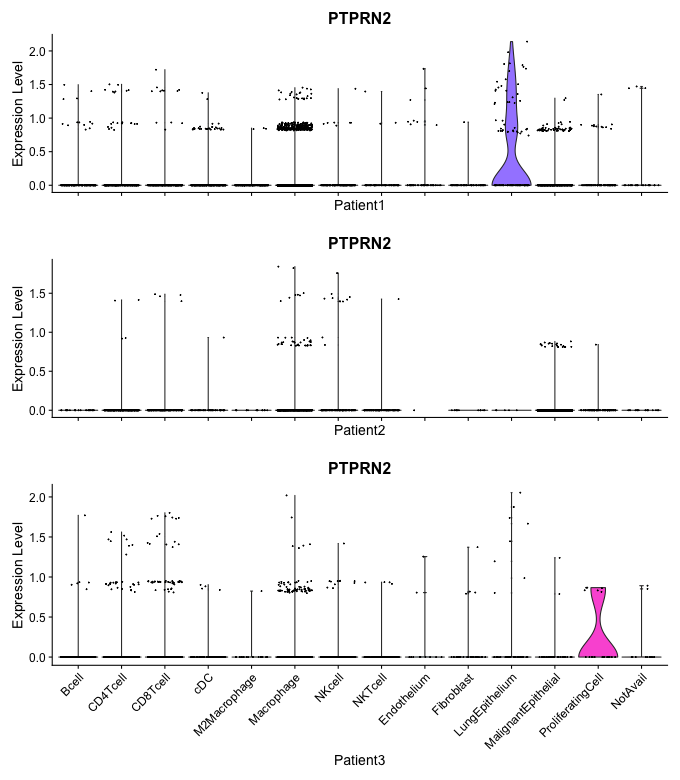 PTPRN2
Expression Level
2.0
1.5
1.0
0.5
0.0
Patient1
PTPRN2
Expression Level
1.5
1.0
0.5
0.0
Patient2
PTPRN2
Expression Level
2.0
1.5
1.0
0.5
0.0
Bcell
CD4Tcell
CD8Tcell
cDC
M2Macrophage
Macrophage
NKcell
NKTcell
Endothelium
Fibroblast
LungEpithelium
MalignantEpithelial
ProliferatingCell
NotAvail
Patient3